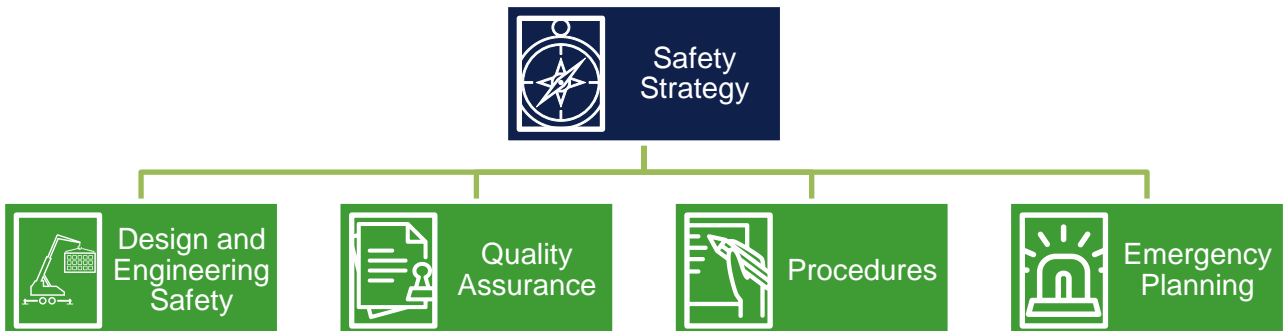 Safety
Strategy
Design and
Engineering
Safety
Quality
Assurance
Procedures
Emergency
Planning